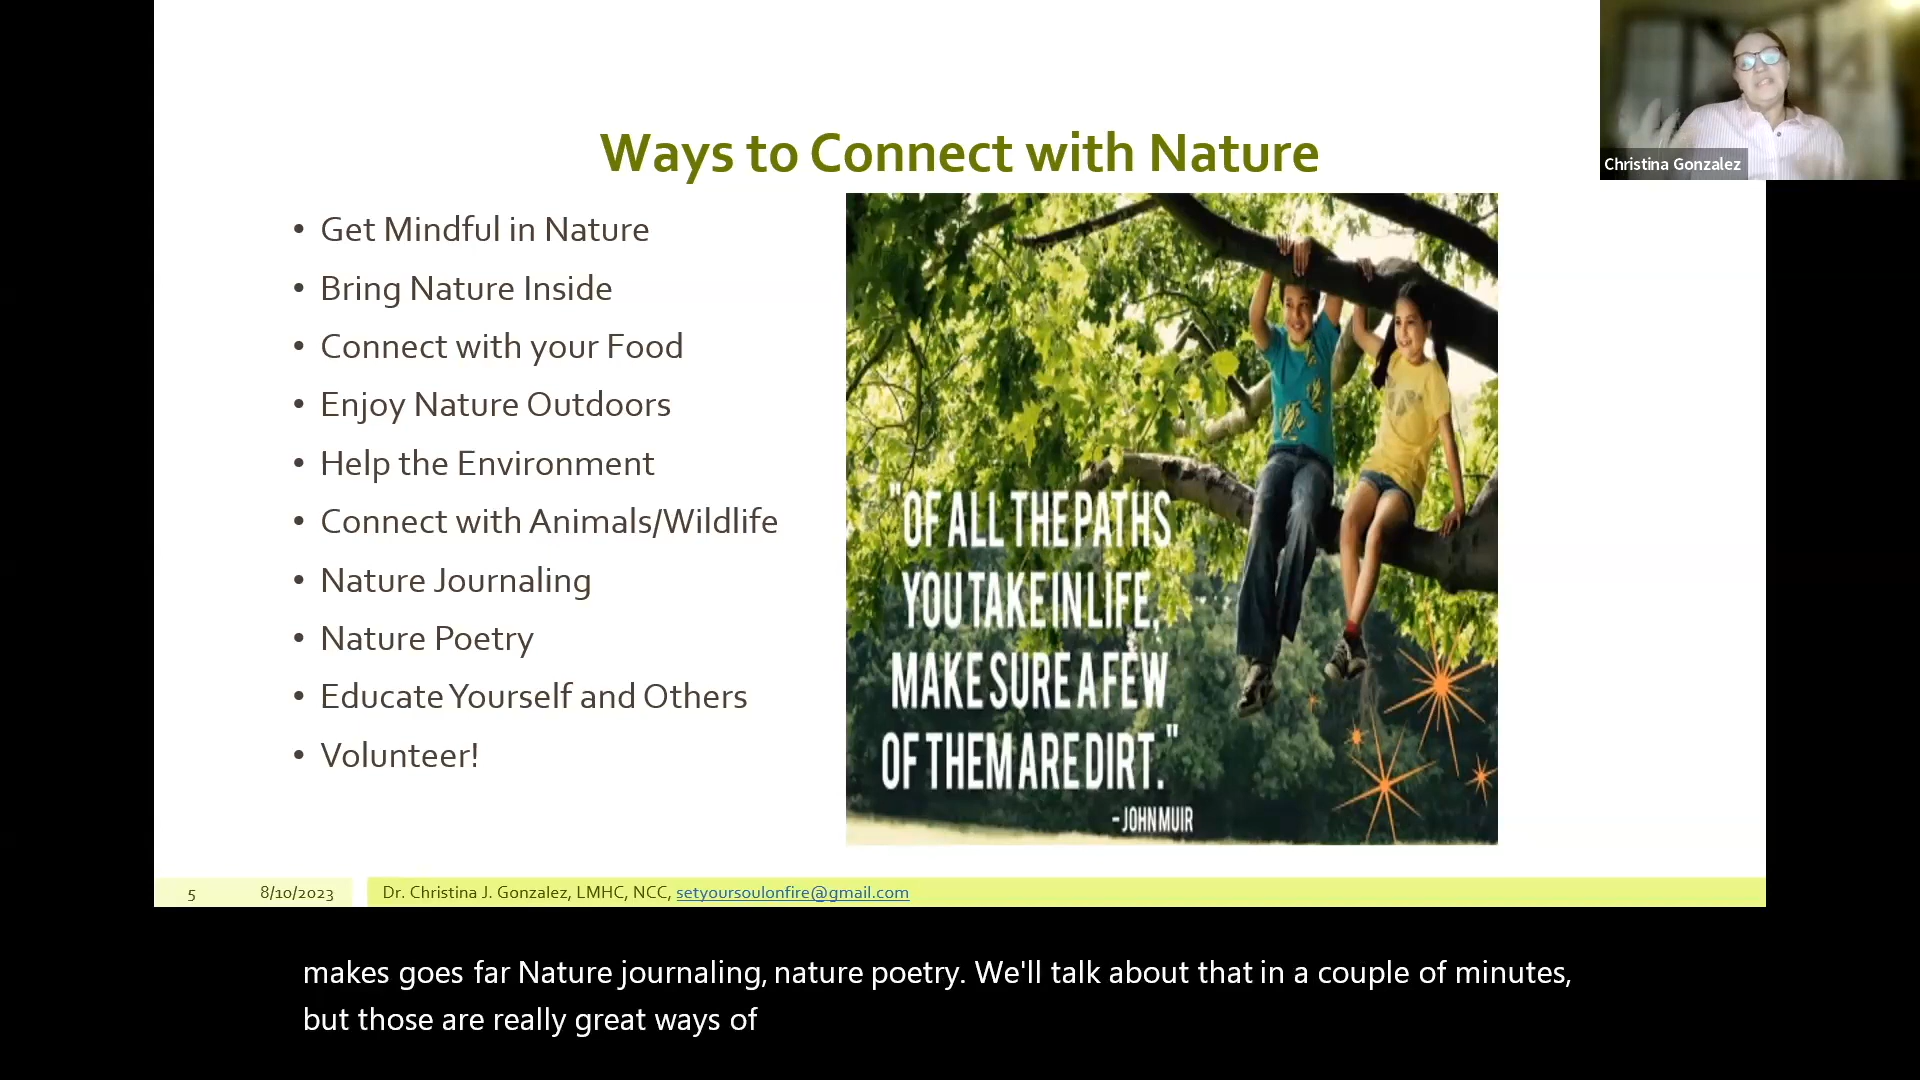 Ways to Connect with Nature
Christina Gonzalez
• Get Mindful in Nature
• Bring Nature Inside
• Connect with your Food
• Enjoy Nature Outdoors
• Help the Environment
• Connect with Animals/Wildlife
• Nature Journaling
• Nature Poetry
• Educate Yourself and Others
• Volunteer!
"OF ALL THE PATHS
YOU TAKE IN LIFE,
MAKE SURE A FEW
OF THEM ARE DIRT."
- JOHN MUIR
5 8/10/2023 Dr. Christina J. Gonzalez, LMHC, NCC, setyoursoulonfire@gmail.com
makes goes far Nature journaling, nature poetry. We'll talk about that in a couple of minutes,
but those are really great ways of